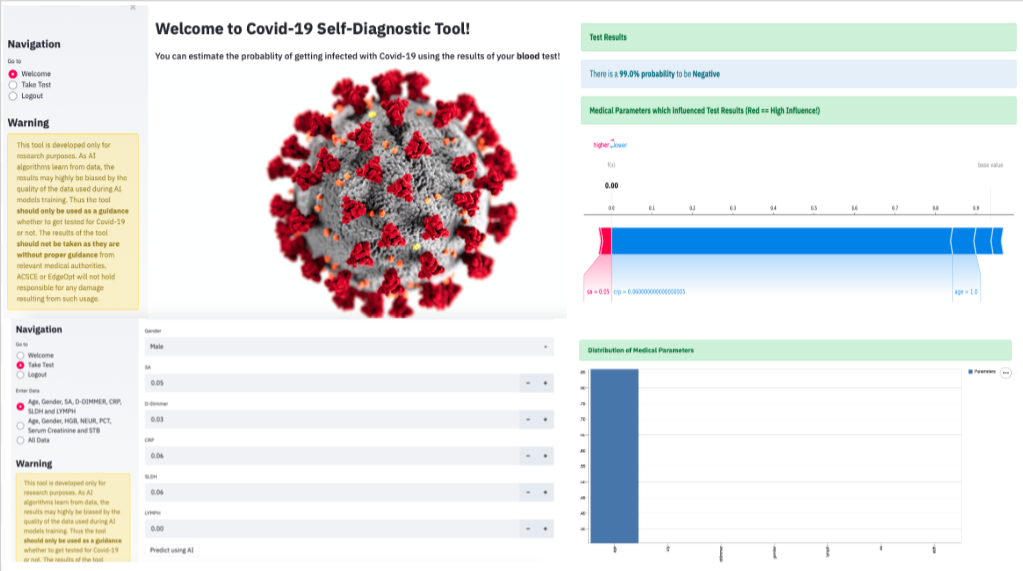 ×
Navigation
Go to
Welcome
Take Test
Logout
Warning
This tool is developed only for
research purposes. As AI
algorithms learn from data, the
results may highly be biased by the
quality of the data used during AI
models training. Thus the tool
should only be used as a guidance
whether to get tested for Covid-19
or not. The results of the tool
should not be taken as they are
without proper guidance from
relevant medical authorities.
ACSCE or EdgeOpt will not hold
responsible for any damage
resulting from such usage.
Welcome to Covid-19 Self-Diagnostic Tool!
You can estimate the probablity of getting infected with Covid-19 using the results of your blood test!
Navigation
Go to
Welcome
Take Test
Logout
Enter Data
Age, Gender, SA, D-DIMMER, CRP,
SLDH and LYMPH
Age, Gender, HGB, NEUR, PCT,
Serum Creatinine and STB
All Data
Warning
This tool is developed only for
research purposes. As AI
algorithms learn from data, the
results may highly be biased by the
quality of the data used during AI
models training. Thus the tool
should only be used as a guidance
whether to get tested for Covid-19
or not. The results of the tool
Gender
Male
SA
0.05
- +
D-Dimmer
0.03
- +
CRP
0.06
- +
SLDH
0.06
- +
LYMPH
0.00
- +
Predict using AI
Test Results
There is a 99.0% probability to be Negative
Medical Parameters which influenced Test Results (Red == High Influence!)
higher lower
f(x)
base value
0.00
0.0 0.1 0.2 0.3 0.4 0.5 0.6 0.7 0.8 0.9
sa = 0.05
crp = 0.06000000000000005
age = 1.0
Distribution of Medical Parameters
Parameters